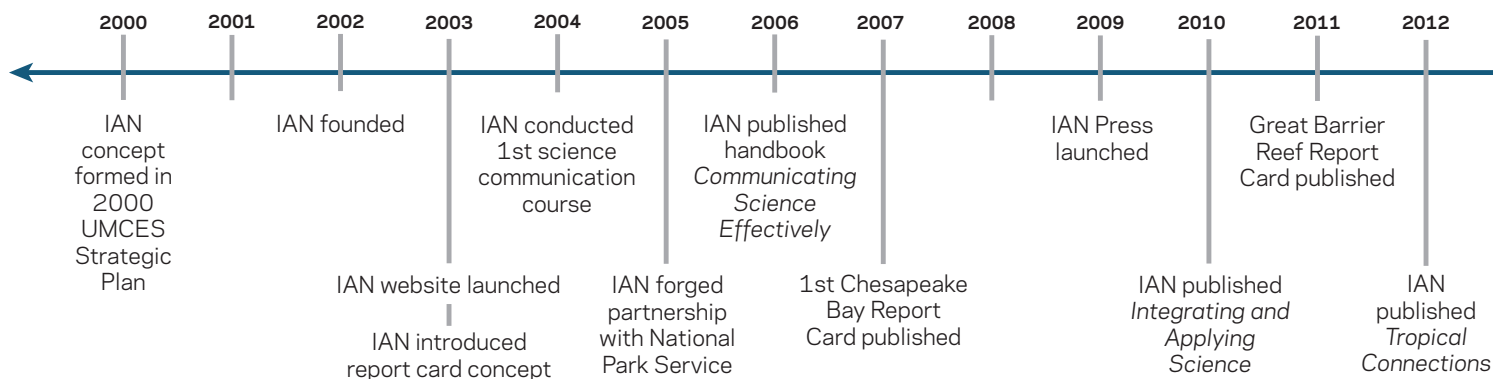 2000 2001 2002 2003 2004 2005 2006 2007 2008 2009 2010 2011 2012
IAN
concept
formed in
2000
UMCES
Strategic
Plan
IAN founded
IAN website launched
IAN introduced
report card concept
IAN conducted
1st science
communication
course
IAN forged
partnership
with National
Park Service
IAN published
handbook
Communicating
Science
Effectively
1st Chesapeake
Bay Report
Card published
IAN Press
launched
IAN published
Integrating and
Applying
Science
Great Barrier
Reef Report
Card published
IAN
published
Tropical
Connections